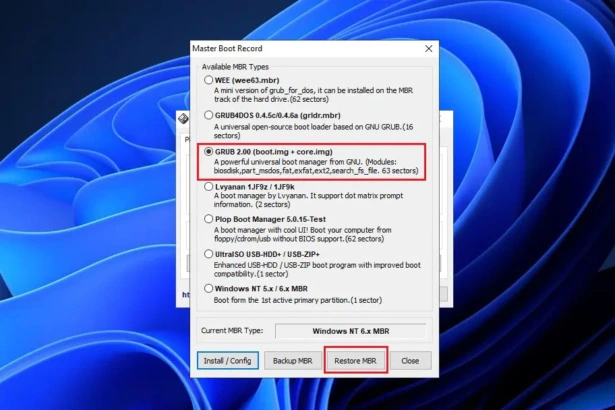 Master Boot Record
Available MBR Types
WEE (wee63.mbr)
A mini version of grub_for_dos, it can be installed on the MBR
track of the hard drive.(62 sectors)
GRUB4DOS 0.4.5c/0.4.6a (grldr.mbr)
A universal open-source boot loader based on GNU GRUB.(16
sectors)
GRUB 2.00 (boot.img + core.img)
A powerful universal boot manager from GNU. (Modules:
biosdisk,part_msdos,fat,exfat,ext2,search_fs_file. 63 sectors)
Lvyanan 1JF9z / 1JF9k
A boot manager by Lvyanan. It support dot matrix prompt
information. (2 sectors)
Plop Boot Manager 5.0.15-Test
A boot manager with cool UI! Boot your computer from
floppy/cdrom/usb without BIOS support.(62 sectors)
UltraISO USB-HDD+ / USB-ZIP+
Enhanced USB-HDD / USB-ZIP boot program with improved boot
compatibility.(1 sector)
Windows NT 5.x / 6.x MBR
Boot form the 1st active primary partition.(1 sector)
Current MBR Type: Windows NT 6.x MBR
Install / Config Backup MBR Restore MBR Close